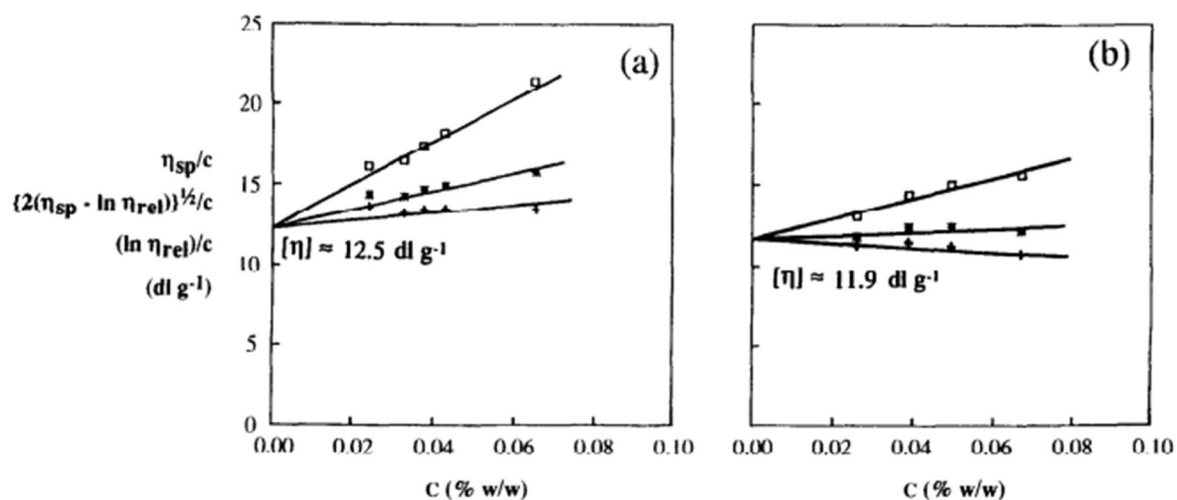 25
20
15
10
5
0
ηsp/c
{2(ηsp - ln ηrel)}½/c
(ln ηrel)/c
(dl g-1)
(a)
[η] ≈ 12.5 dl g-1
0.00 0.02 0.04 0.06 0.08 0.10
C (% w/w)
(b)
[η] ≈ 11.9 dl g-1
0.00 0.02 0.04 0.06 0.08 0.10
C (% w/w)